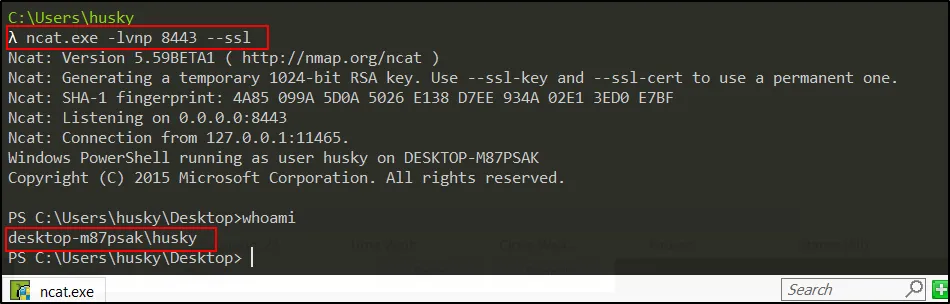 C:\Users\husky
λ ncat.exe -lvnp 8443 --ssl
Ncat: Version 5.59BETA1 ( http://nmap.org/ncat )
Ncat: Generating a temporary 1024-bit RSA key. Use --ssl-key and --ssl-cert to use a permanent one.
Ncat: SHA-1 fingerprint: 4A85 099A 5D0A 5026 E138 D7EE 934A 02E1 3ED0 E7BF
Ncat: Listening on 0.0.0.0:8443
Ncat: Connection from 127.0.0.1:11465.
Windows PowerShell running as user husky on DESKTOP-M87PSAK
Copyright (C) 2015 Microsoft Corporation. All rights reserved.
PS C:\Users\husky\Desktop>whoami
desktop-m87psak\husky
PS C:\Users\husky\Desktop>
ncat.exe
Search